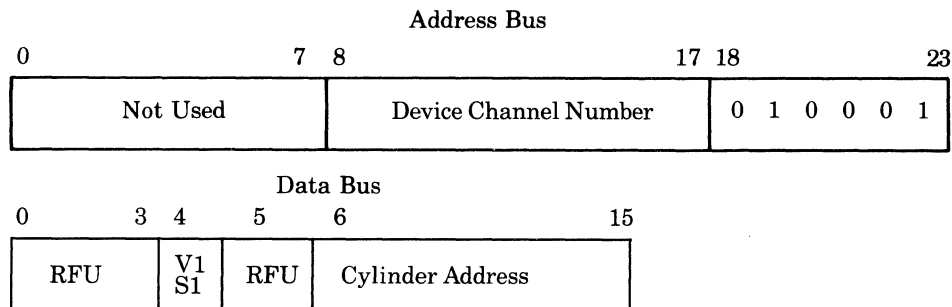 Address Bus
0 7 8 17 18 23
Not Used Device Channel Number 0 1 0 0 0 1
Data Bus
0 3 4 5 6 15
RFU V1 S1 RFU Cylinder Address